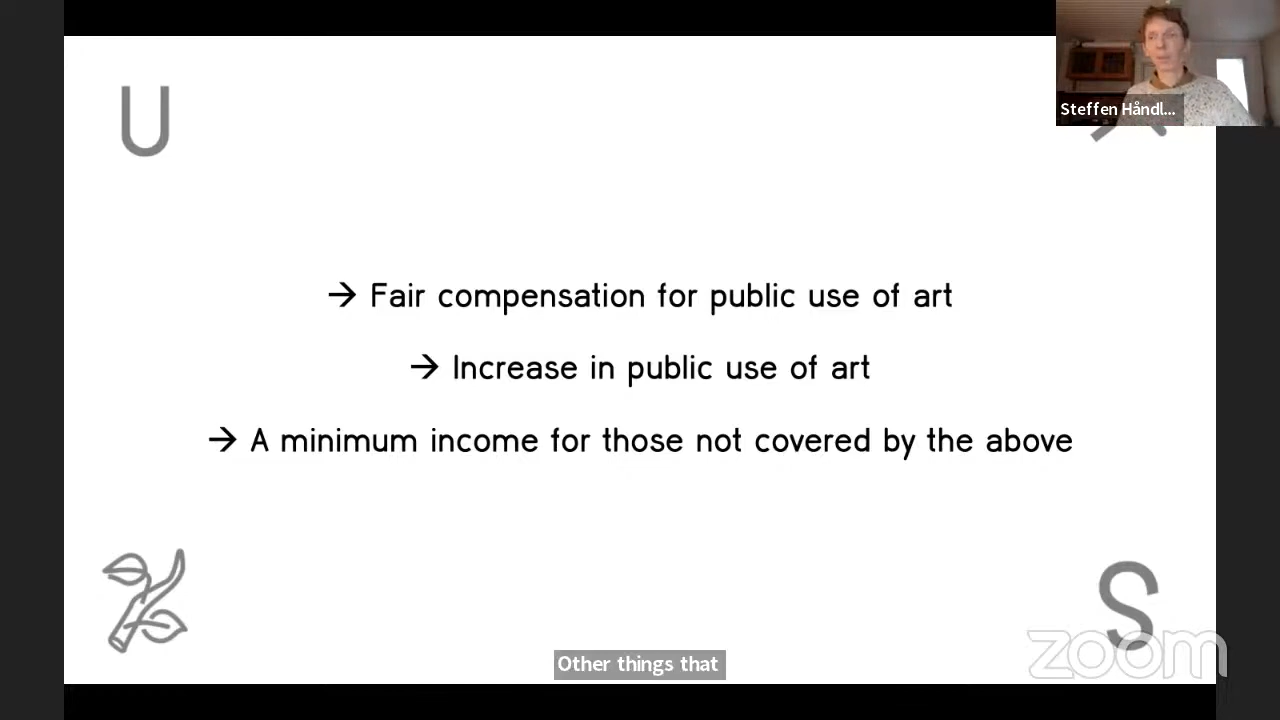 U
Steffen Håndl...
→ Fair compensation for public use of art
→ Increase in public use of art
→ A minimum income for those not covered by the above
S
zoom
Other things that